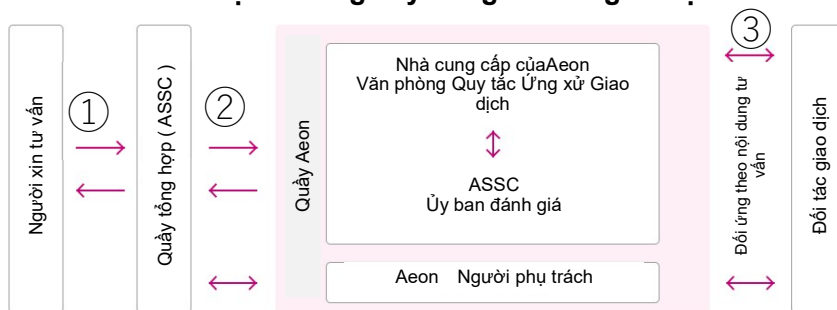 Người xin tư vấn
①
Quầy tổng hợp ( ASSC )
②
Quầy Aeon
Nhà cung cấp củaAeon
Văn phòng Quy tắc Ứng xử Giao
dịch
ASSC
Ủy ban đánh giá
Aeon Người phụ trách
③
Đối ứng theo nội dung tư
vấn
Đối tác giao dịch